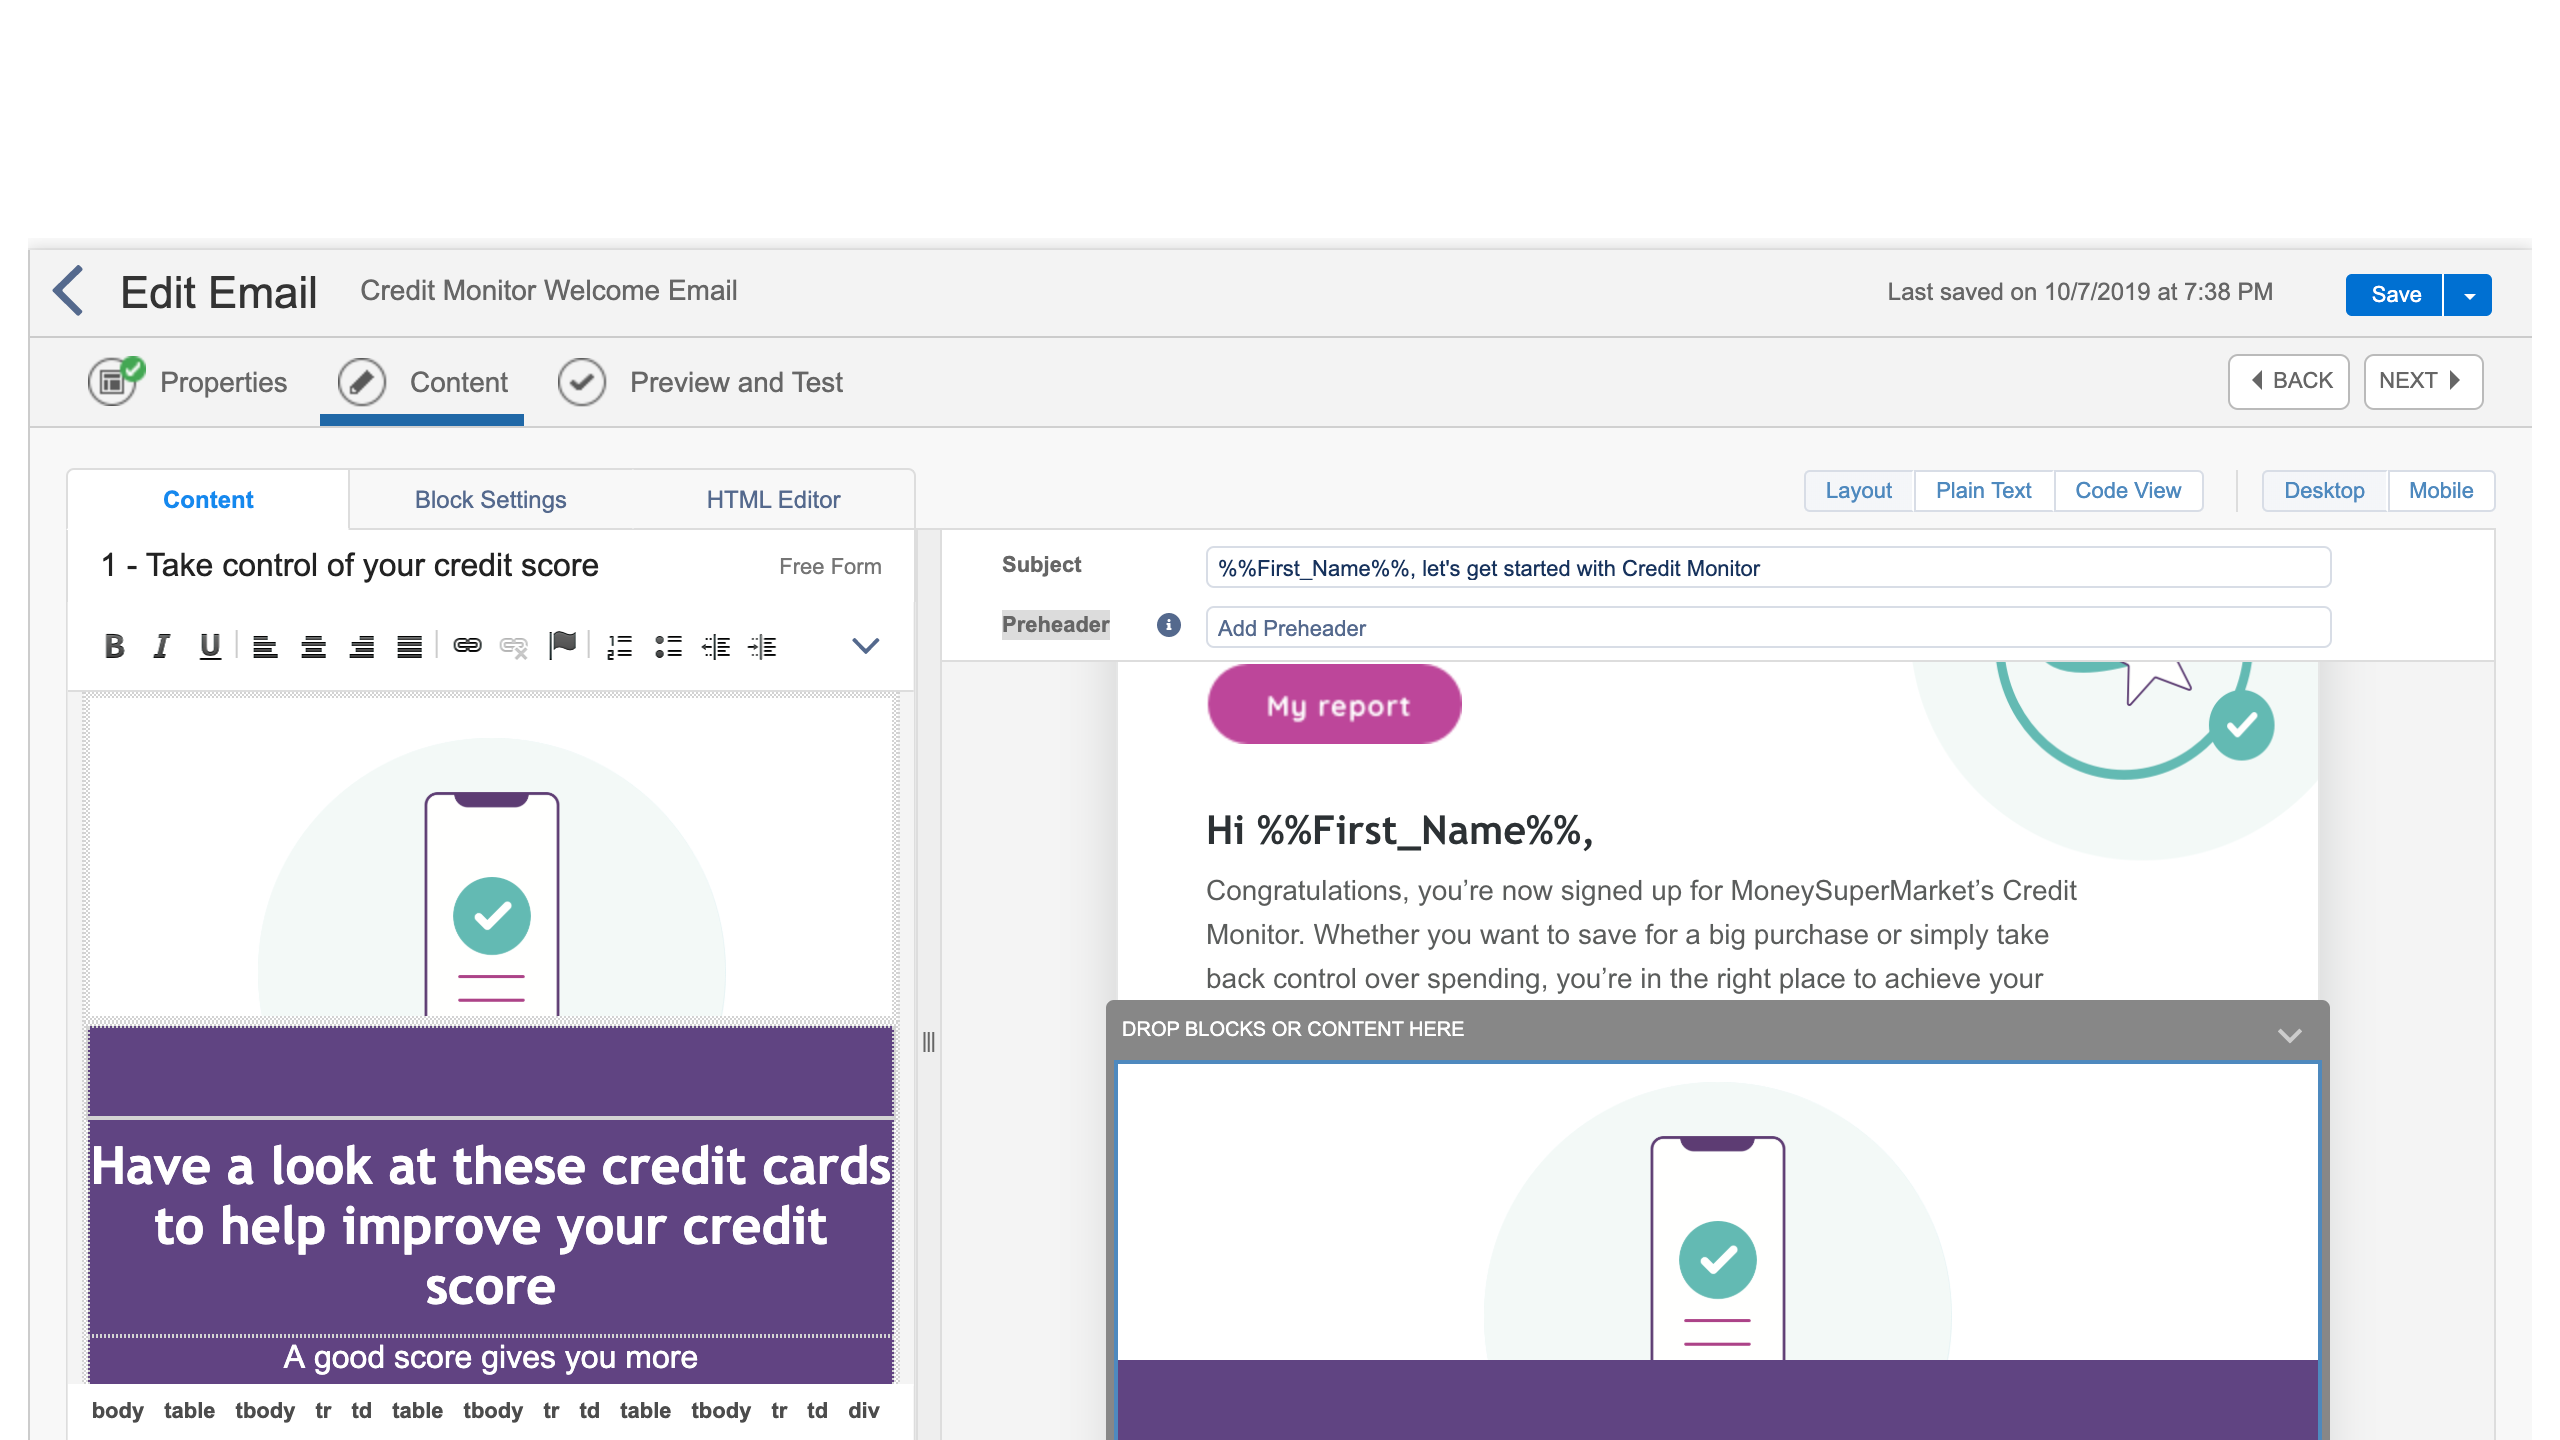 Edit Email
Credit Monitor Welcome Email
Last saved on 10/7/2019 at 7:38 PM
Save
Properties
Content
Preview and Test
BACK
NEXT
Content
Block Settings
HTML Editor
Layout
Plain Text
Code View
Desktop
Mobile
1 - Take control of your credit score
Free Form
B I U
Have a look at these credit cards
to help improve your credit
score
A good score gives you more
body table tbody tr td table tbody tr td table tbody tr td div
Subject
%%First_Name%%, let's get started with Credit Monitor
Preheader
Add Preheader
My report
Hi %%First_Name%%,
Congratulations, you’re now signed up for MoneySuperMarket’s Credit
Monitor. Whether you want to save for a big purchase or simply take
back control over spending, you’re in the right place to achieve your
DROP BLOCKS OR CONTENT HERE